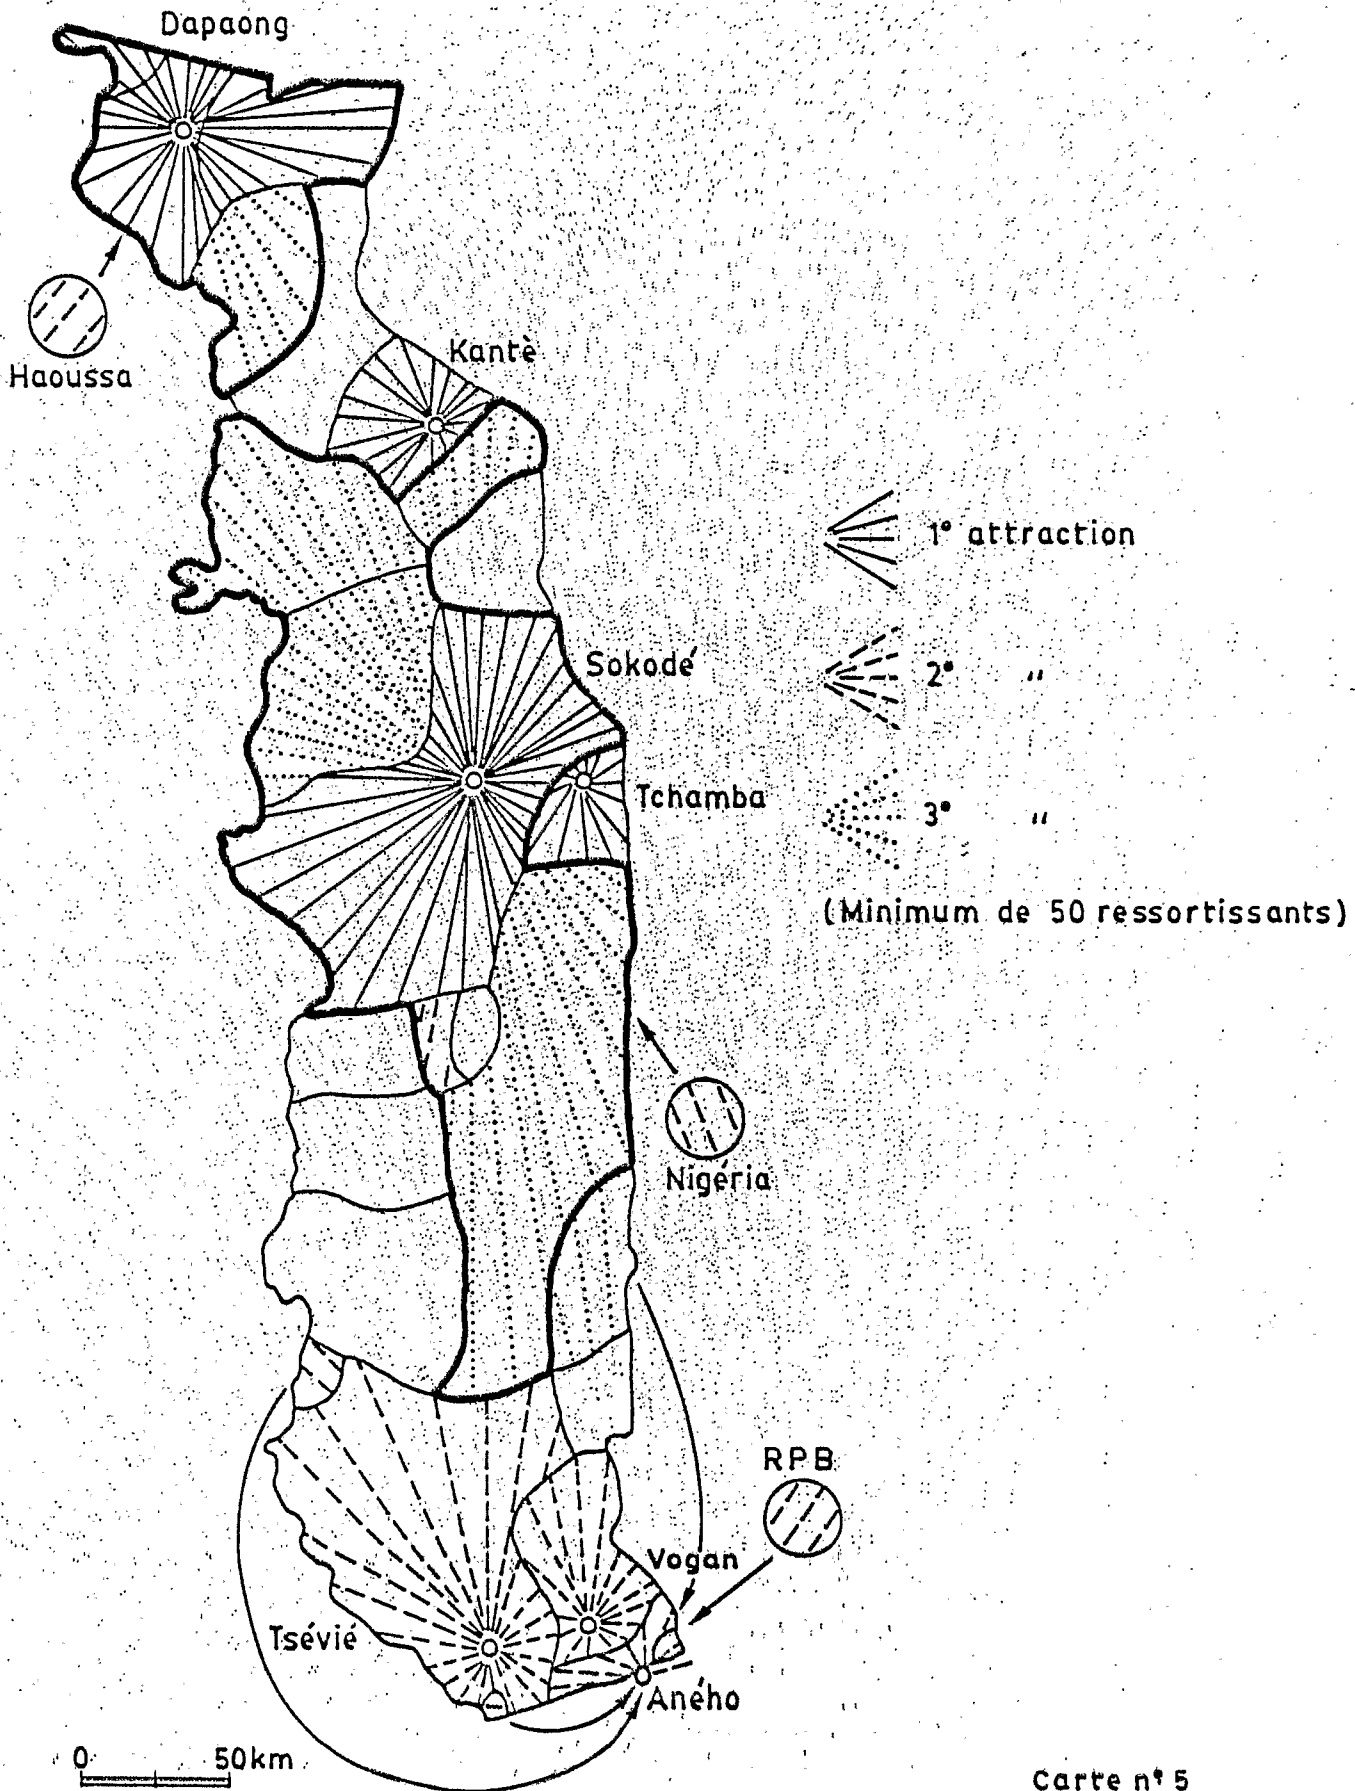 Dapaong
Haoussa
Kantè
1° attraction
Sokodé
2° "
Tchamba
3° "
(Minimum de 50 ressortissants)
Nigéria
RPB
Vogan
Tsévié
Aného
0 50km
Carte n° 5